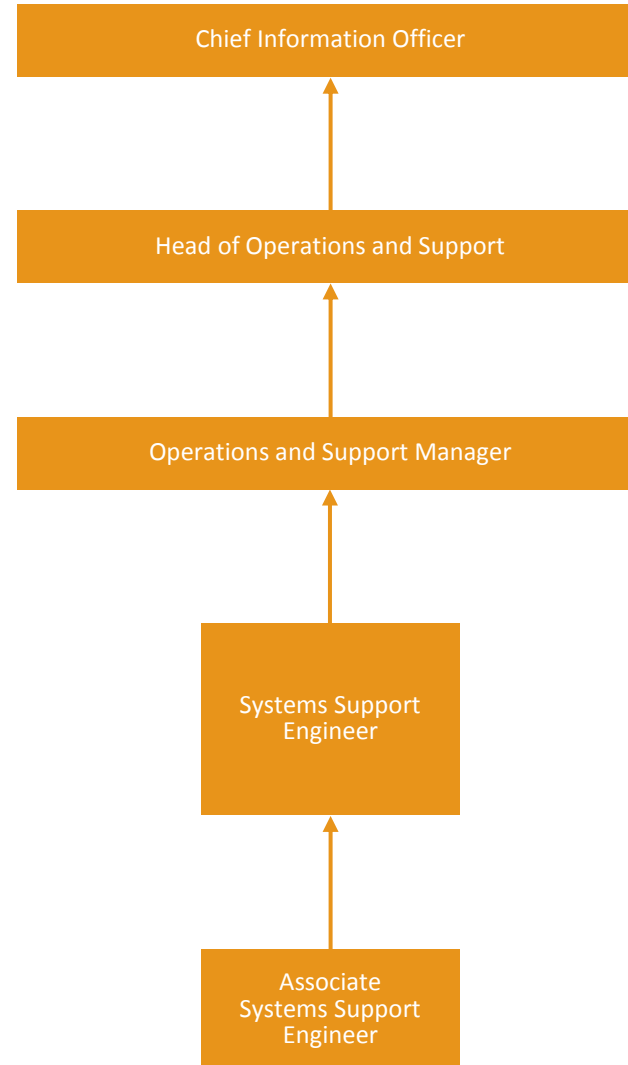 Chief Information Officer
Head of Operations and Support
Operations and Support Manager
Systems Support
Engineer
Associate
Systems Support
Engineer